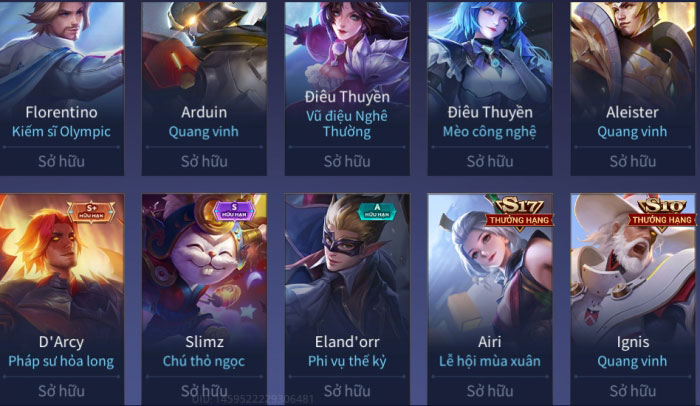 Florentino
Kiếm sĩ Olympic
Sở hữu
Arduin
Quang vinh
Sở hữu
Điêu Thuyền
Vũ điệu Nghê
Thường
Sở hữu
Điêu Thuyền
Mèo công nghệ
Sở hữu
Aleister
Quang vinh
Sở hữu
S+
HỮU HẠN
D'Arcy
Pháp sư hỏa long
Sở hữu
S
HỮU HẠN
Slimz
Chú thỏ ngọc
Sở hữu
A
HỮU HẠN
Eland'orr
Phi vụ thế kỷ
Sở hữu
S17
THƯỞNG HẠNG
Airi
Lễ hội mùa xuân
Sở hữu
S10
THƯỞNG HẠNG
Ignis
Quang vinh
Sở hữu
UID: 1459522229306481